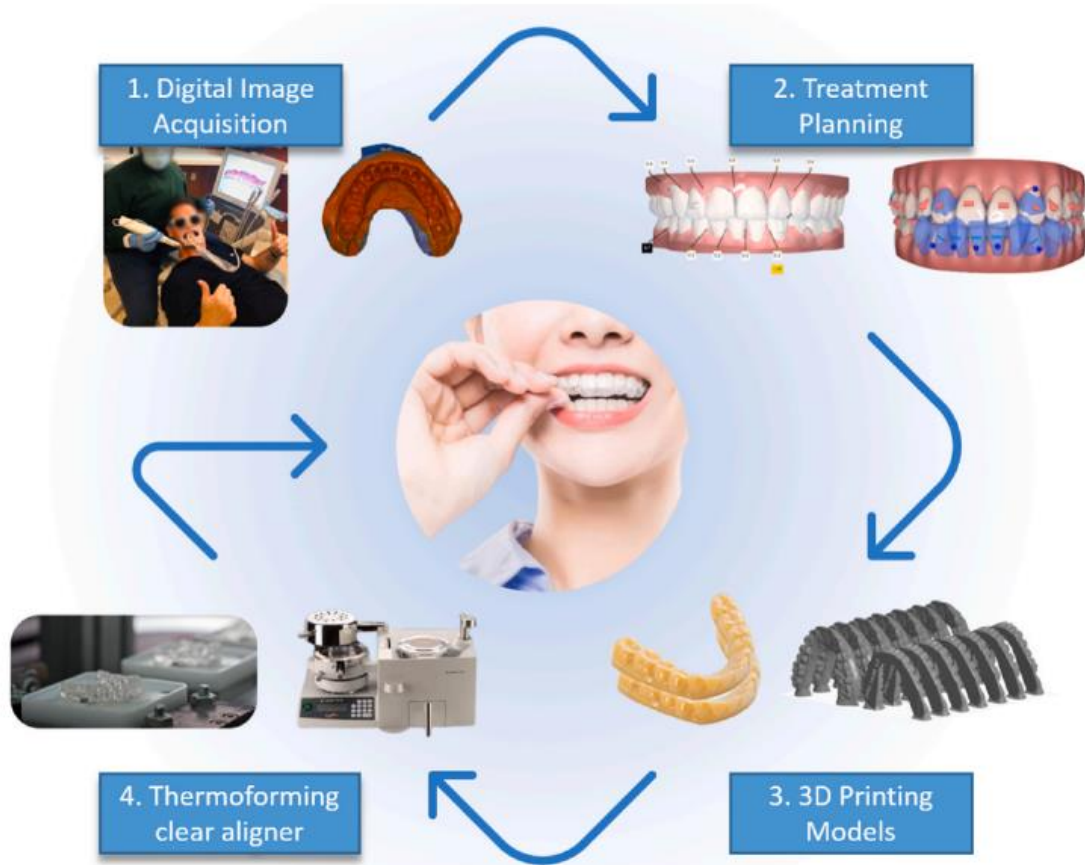 1. Digital Image
Acquisition
2. Treatment
Planning
4. Thermoforming
clear aligner
3. 3D Printing
Models